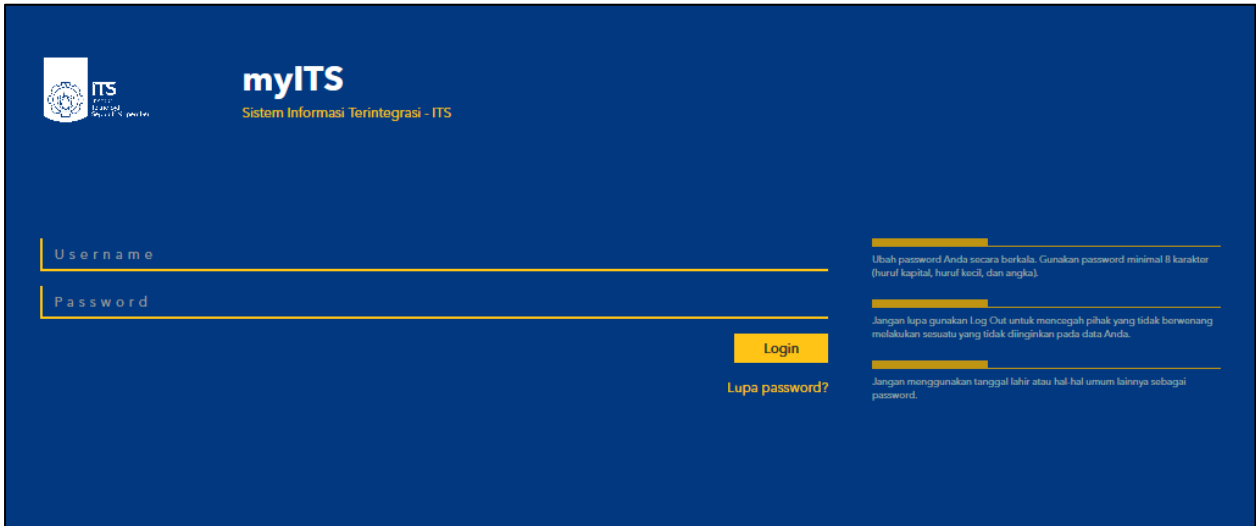 ITS
myITS
Sistem Informasi Terintegrasi - ITS
Username
Password
Login
Lupa password?
Ubah password Anda secara berkala. Gunakan password minimal 8 karakter
(huruf kapital, huruf kecil, dan angka).
Jangan lupa gunakan Log Out untuk mencegah pihak yang tidak berwenang
melakukan sesuatu yang tidak diinginkan pada data Anda.
Jangan menggunakan tanggal lahir atau hal-hal umum lainnya sebagai
password.